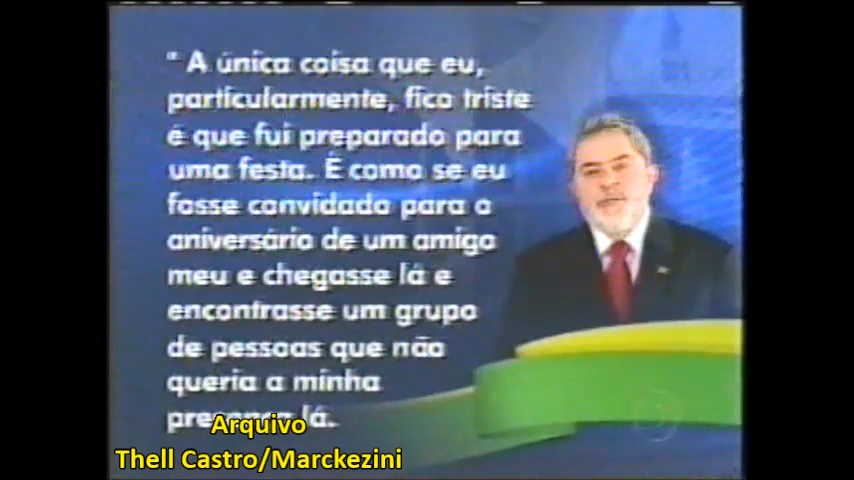 " A única coisa que eu,
particularmente, fico triste
é que fui preparado para
uma festa. É como se eu
fosse convidado para o
aniversário de um amigo
meu e chegasse lá e
encontrasse um grupo
de pessoas que não
queria a minha
presença lá.
Arquivo
Thell Castro/Marckezini